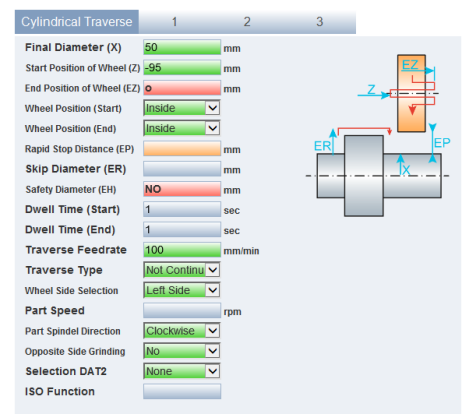 Cylindrical Traverse 1 2 3
Final Diameter (X) 50 mm
Start Position of Wheel (Z) -95 mm
End Position of Wheel (EZ) o mm
Wheel Position (Start) Inside
Wheel Position (End) Inside
Rapid Stop Distance (EP) mm
Skip Diameter (ER) mm
Safety Diameter (EH) NO mm
Dwell Time (Start) 1 sec
Dwell Time (End) 1 sec
Traverse Feedrate 100 mm/min
Traverse Type Not Continu
Wheel Side Selection Left Side
Part Speed rpm
Part Spindel Direction Clockwise
Opposite Side Grinding No
Selection DAT2 None
ISO Function
EZ
Z
ER
EP
X